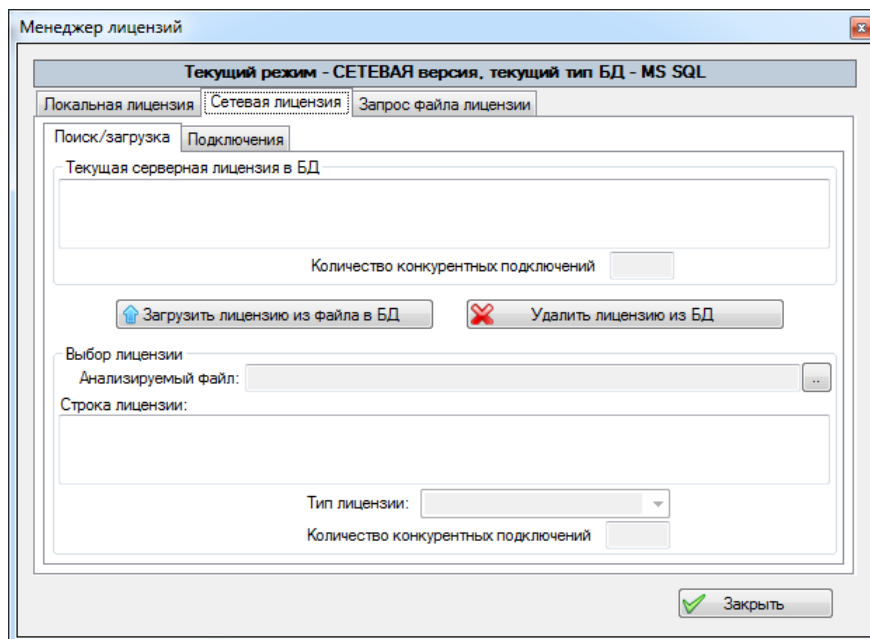 Менеджер лицензий
Текущий режим - СЕТЕВАЯ версия, текущий тип БД - MS SQL
Локальная лицензия Сетевая лицензия Запрос файла лицензии
Поиск/загрузка Подключения
Текущая серверная лицензия в БД
Количество конкурентных подключений
Загрузить лицензию из файла в БД Удалить лицензию из БД
Выбор лицензии
Анализируемый файл: ..
Строка лицензии:
Тип лицензии:
Количество конкурентных подключений
Закрыть